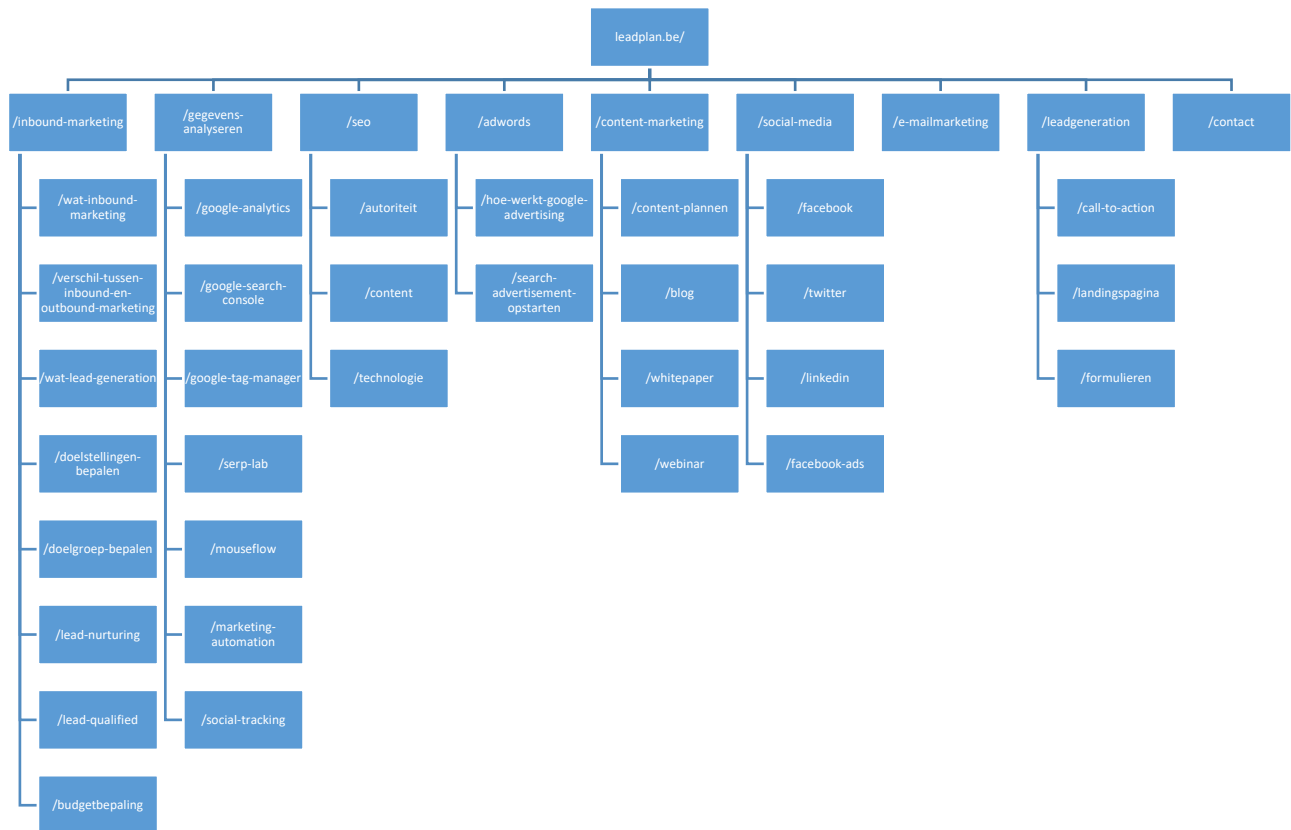 leadplan.be/
/inbound-marketing
/gegevens-
analyseren
/seo
/adwords
/content-marketing
/social-media
/e-mailmarketing
/leadgeneration
/contact
/wat-inbound-
marketing
/verschil-tussen-
inbound-en-
outbound-marketing
/wat-lead-generation
/doelstellingen-
bepalen
/doelgroep-bepalen
/lead-nurturing
/lead-qualified
/budgetbepaling
/google-analytics
/google-search-
console
/google-tag-manager
/serp-lab
/mouseflow
/marketing-
automation
/social-tracking
/autoriteit
/content
/technologie
/hoe-werkt-google-
advertising
/search-
advertisement-
opstarten
/content-plannen
/blog
/whitepaper
/webinar
/facebook
/twitter
/linkedin
/facebook-ads
/call-to-action
/landingspagina
/formulieren